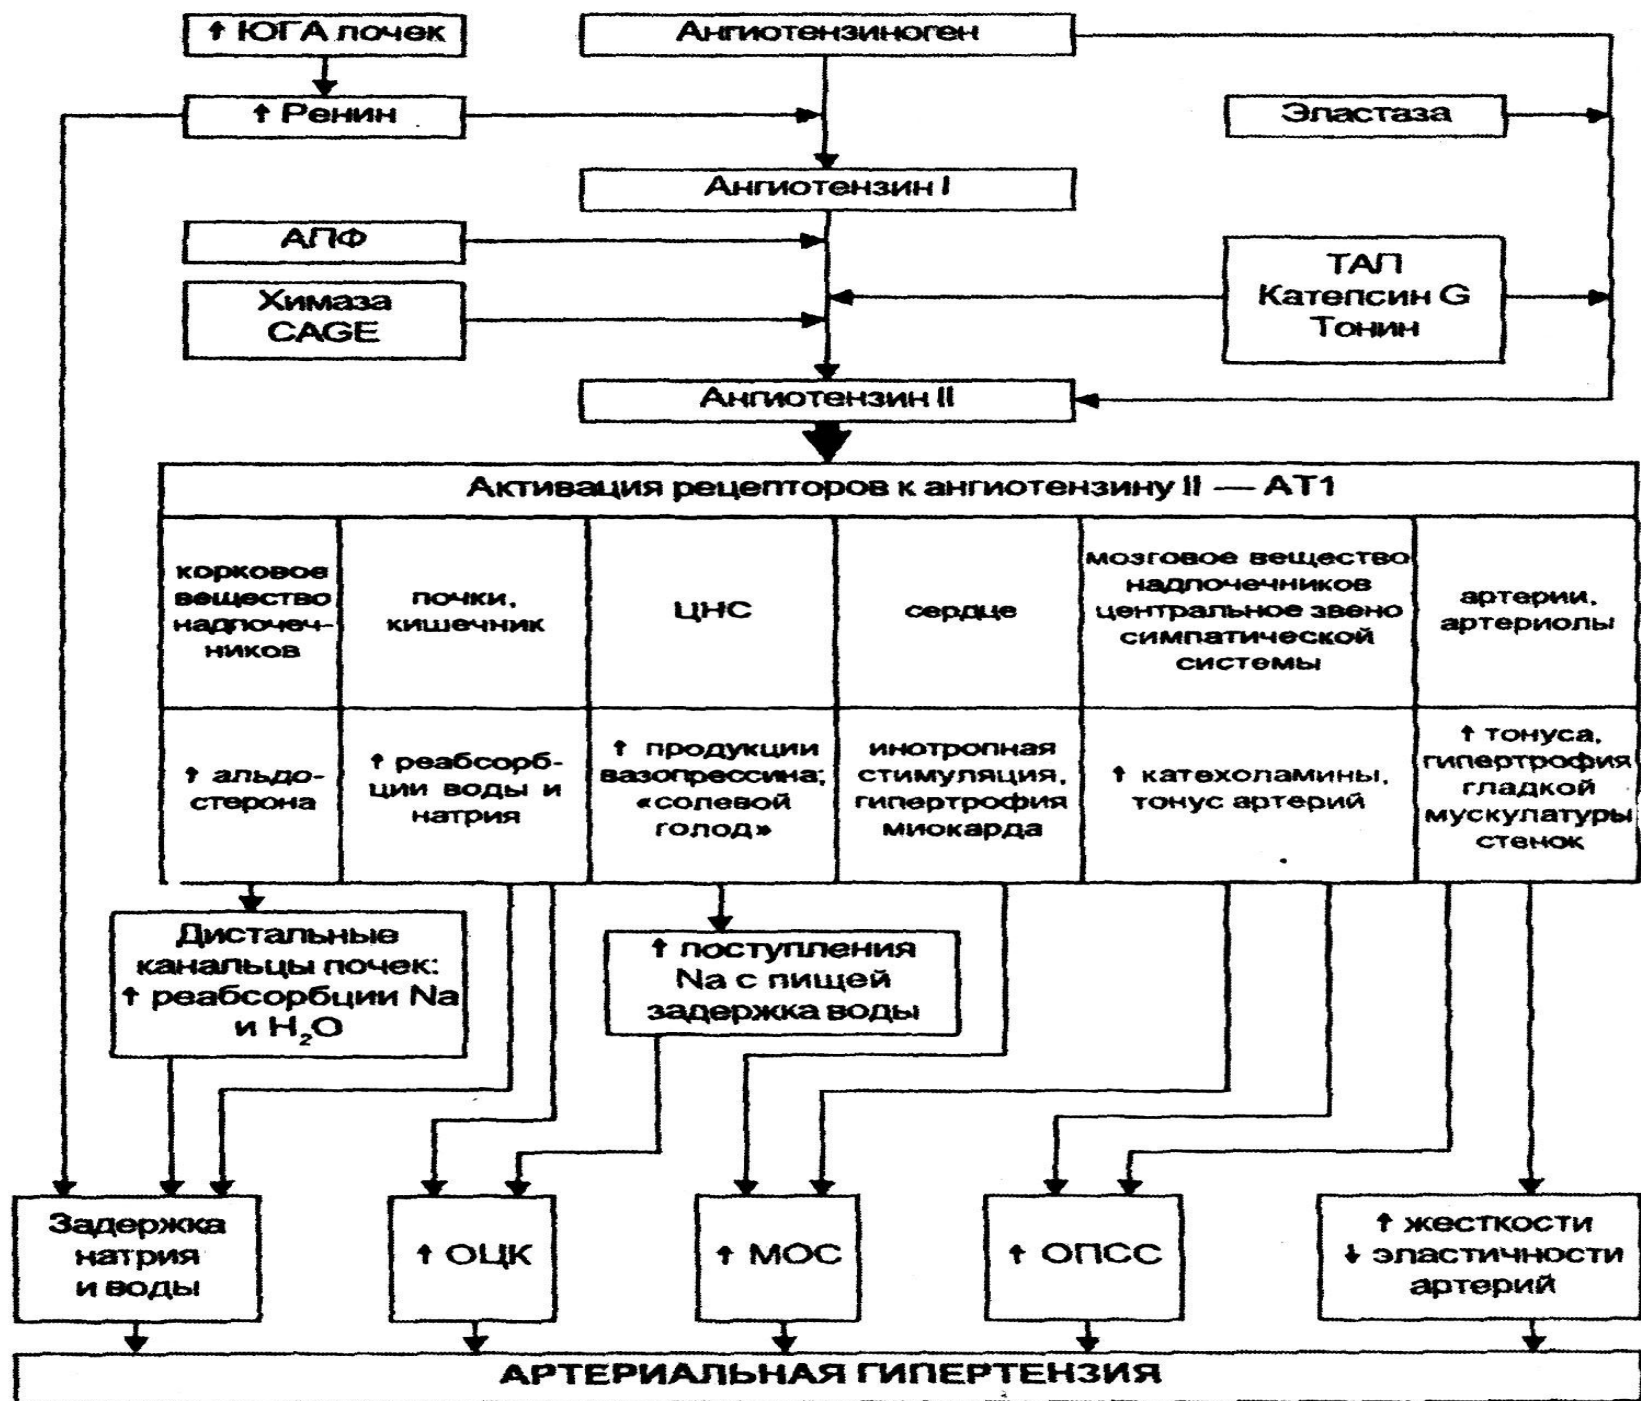 ↑ ЮГА почек
Ангиотензиноген
↑ Ренин
Эластаза
Ангиотензин I
АПФ
Химаза
CAGE
ТАП
Катепсин G
Тонин
Ангиотензин II
Активация рецепторов к ангиотензину II — АТ1
корковое
вещество
надпочеч-
ников
почки,
кишечник
ЦНС
сердце
мозговое вещество
надпочечников
центральное звено
симпатической
системы
артерии,
артериолы
↑ альдо-
стерона
↑ реабсорб-
ции воды и
натрия
↑ продукции
вазопрессина;
«солевой
голод»
инотропная
стимуляция,
гипертрофия
миокарда
↑ катехоламины,
тонус артерий
↑ тонуса,
гипертрофия
гладкой
мускулатуры
стенок
Дистальные
канальцы почек:
↑ реабсорбции Na
и H₂O
↑ поступления
Na с пищей
задержка воды
Задержка
натрия
и воды
↑ ОЦК
↑ МОС
↑ ОПСС
↑ жесткости
↓ эластичности
артерий
АРТЕРИАЛЬНАЯ ГИПЕРТЕНЗИЯ